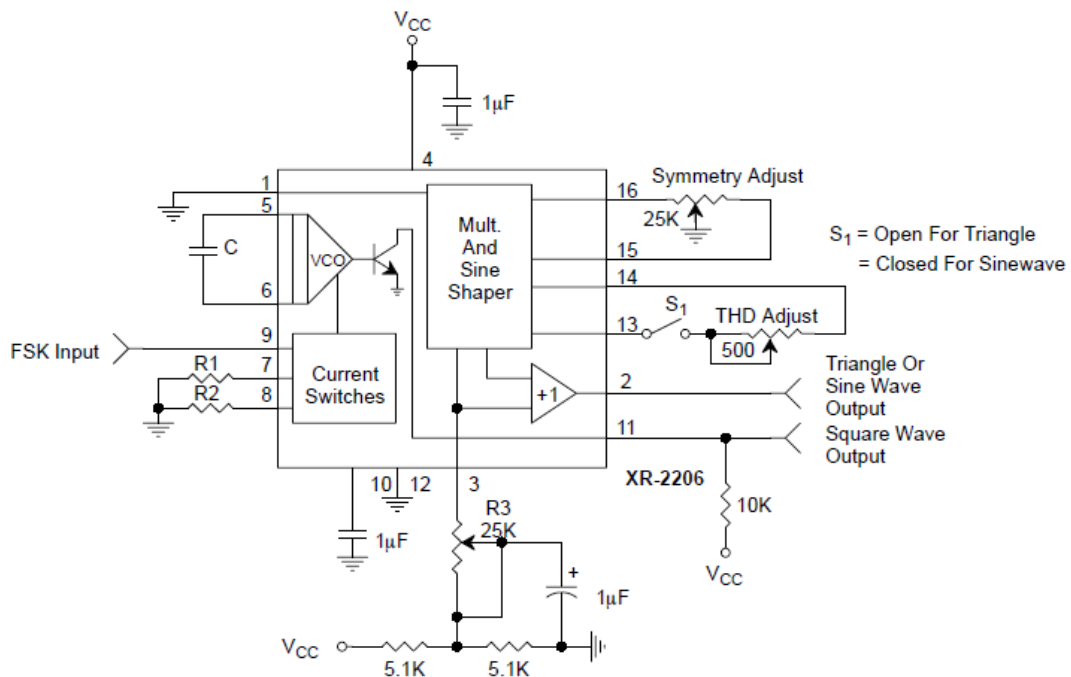 VCC
1μF
4
1
16
Symmetry Adjust
25K
5
C
VCO
Mult.
And
Sine
Shaper
15
S1 = Open For Triangle
= Closed For Sinewave
14
6
S1
THD Adjust
13
500
FSK Input
9
R1
7
R2
8
Current
Switches
+1
2
Triangle Or
Sine Wave
Output
11
Square Wave
Output
XR-2206
10
12
3
10K
VCC
1μF
R3
25K
+
1μF
VCC
5.1K
5.1K